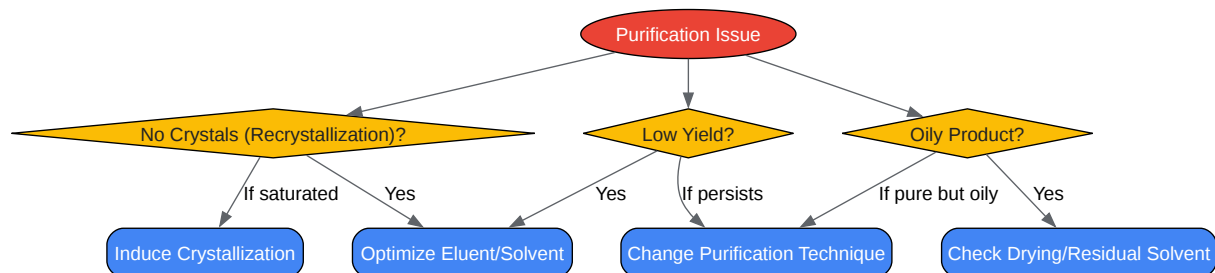 Purification Issue
No Crystals (Recrystallization)?
Low Yield?
Oily Product?
If saturated
Yes
Yes
If persists
If pure but oily
Yes
Induce Crystallization
Optimize Eluent/Solvent
Change Purification Technique
Check Drying/Residual Solvent